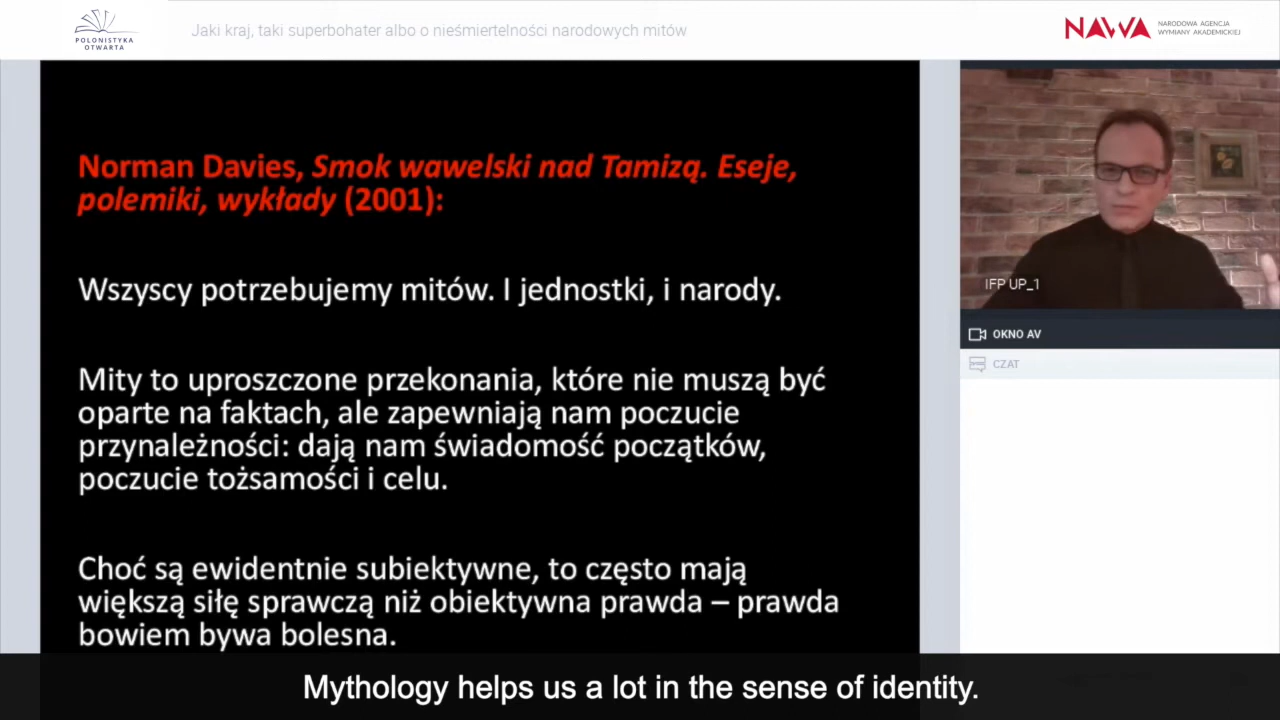 POLONISTYKA
OTWARTA
Jaki kraj, taki superbohater albo o nieśmiertelności narodowych mitów
NAWA
NARODOWA AGENCJA
WYMIANY AKADEMICKIEJ
Norman Davies, Smok wawelski nad Tamizą. Eseje,
polemiki, wykłady (2001):
Wszyscy potrzebujemy mitów. I jednostki, i narody.
Mity to uproszczone przekonania, które nie muszą być
oparte na faktach, ale zapewniają nam poczucie
przynależności: dają nam świadomość początków,
poczucie tożsamości i celu.
Choć są ewidentnie subiektywne, to często mają
większą siłę sprawczą niż obiektywna prawda – prawda
bowiem bywa bolesna.
IFP UP_1
OKNO AV
CZAT
Mythology helps us a lot in the sense of identity.